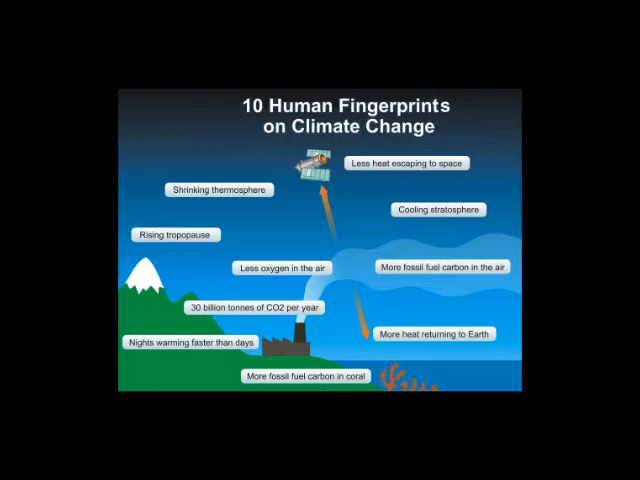 10 Human Fingerprints
on Climate Change
Less heat escaping to space
Shrinking thermosphere
Cooling stratosphere
Rising tropopause
Less oxygen in the air
More fossil fuel carbon in the air
30 billion tonnes of CO2 per year
More heat returning to Earth
Nights warming faster than days
More fossil fuel carbon in coral